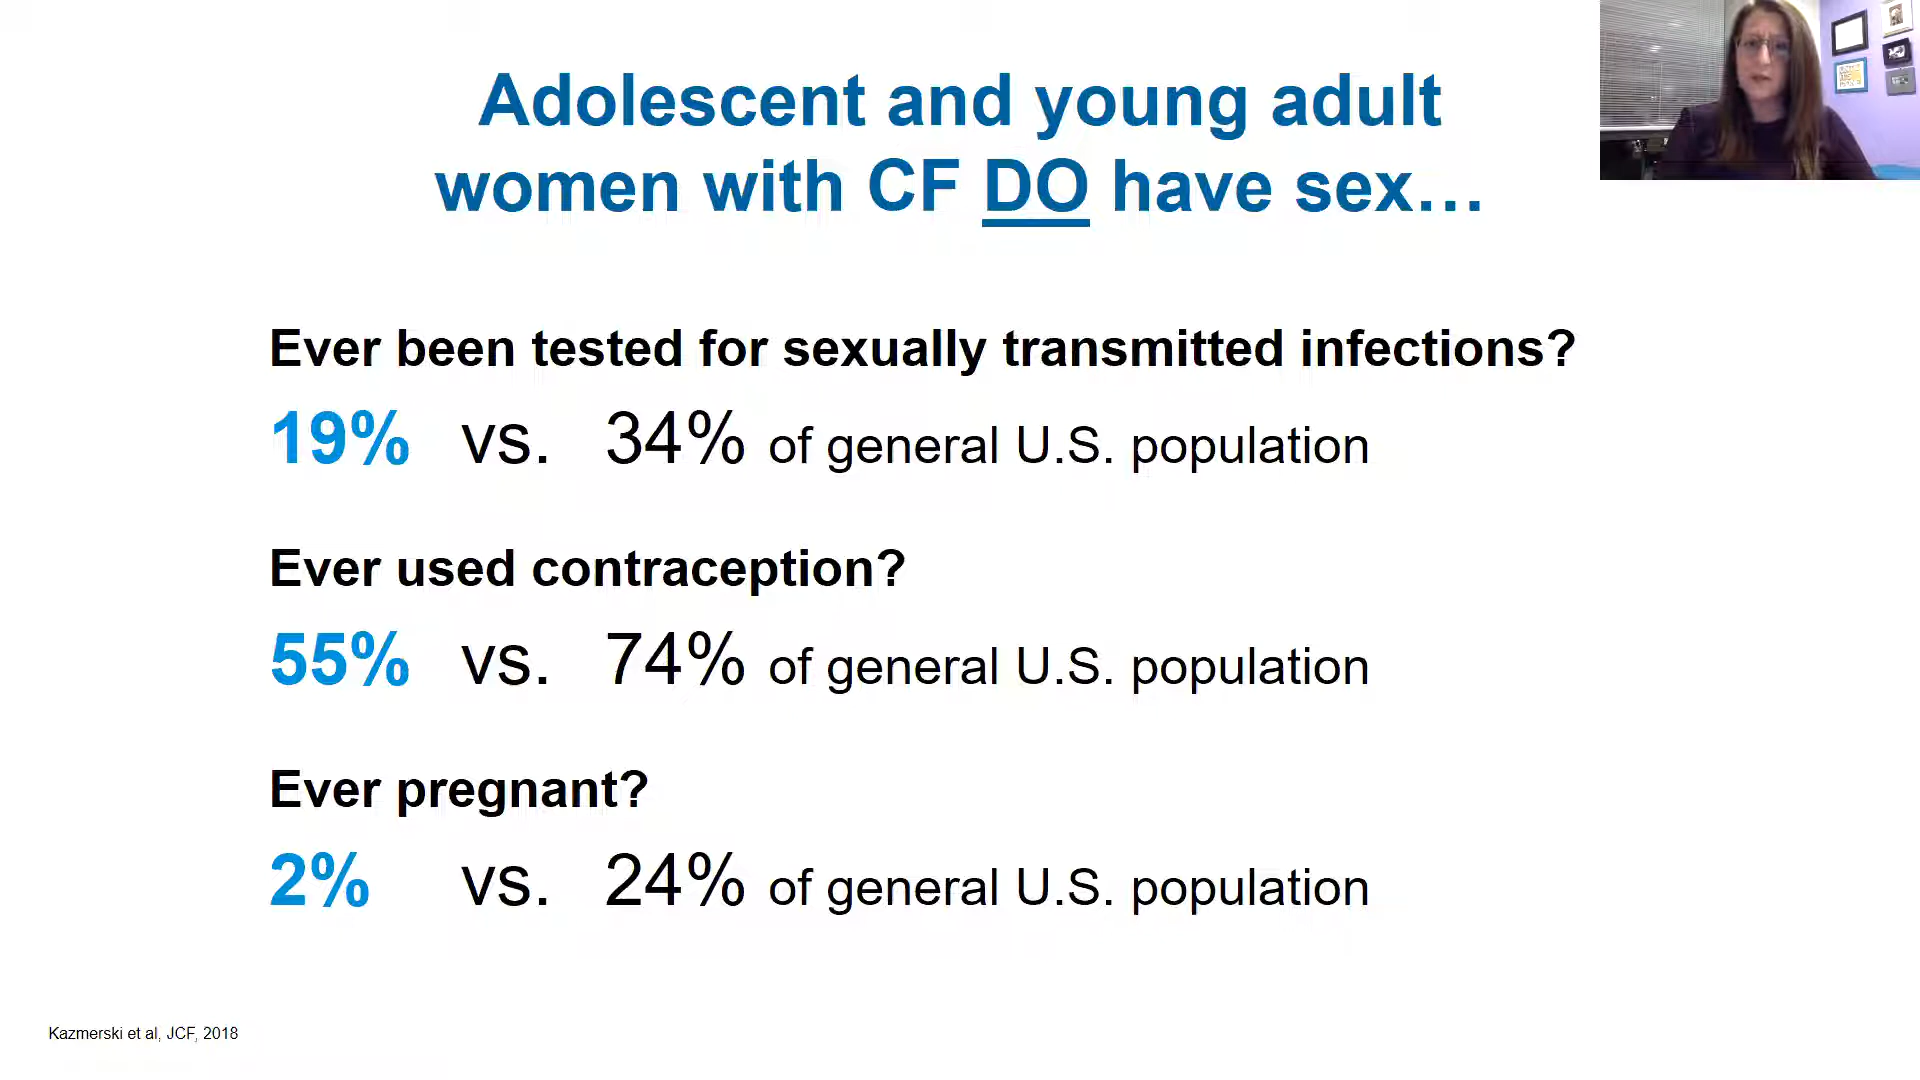 Adolescent and young adult
women with CF DO have sex…
Ever been tested for sexually transmitted infections?
19% vs. 34% of general U.S. population
Ever used contraception?
55% vs. 74% of general U.S. population
Ever pregnant?
2% vs. 24% of general U.S. population
Kazmerski et al, JCF, 2018